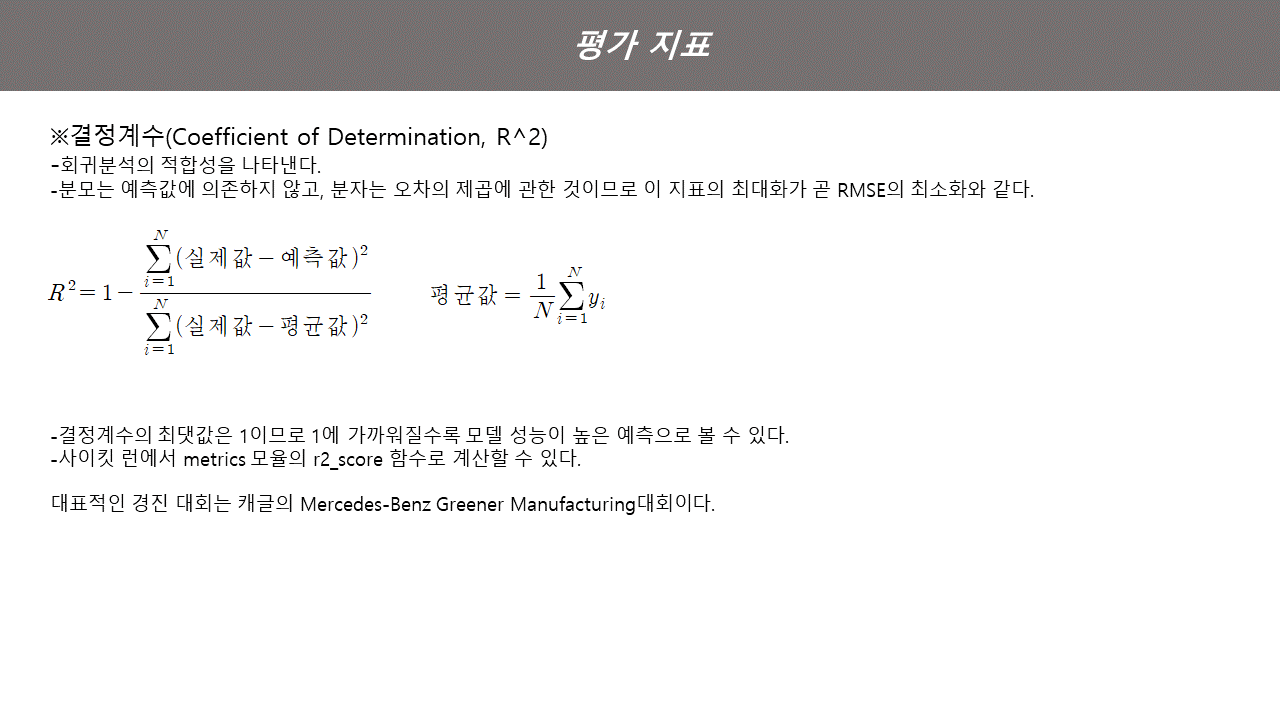 평가 지표
※결정계수(Coefficient of Determination, R^2)
-회귀분석의 적합성을 나타낸다.
-분모는 예측값에 의존하지 않고, 분자는 오차의 제곱에 관한 것이므로 이 지표의 최대화가 곧 RMSE의 최소화와 같다.
R² = 1 - \frac{\sum_{i=1}^{N}(실제값 - 예측값)²}{\sum_{i=1}^{N}(실제값 - 평균값)²}
평균값 = \frac{1}{N}\sum_{i=1}^{N} y_i
-결정계수의 최댓값은 1이므로 1에 가까워질수록 모델 성능이 높은 예측으로 볼 수 있다.
-사이킷 런에서 metrics 모율의 r2_score 함수로 계산할 수 있다.
대표적인 경진 대회는 캐글의 Mercedes-Benz Greener Manufacturing대회이다.